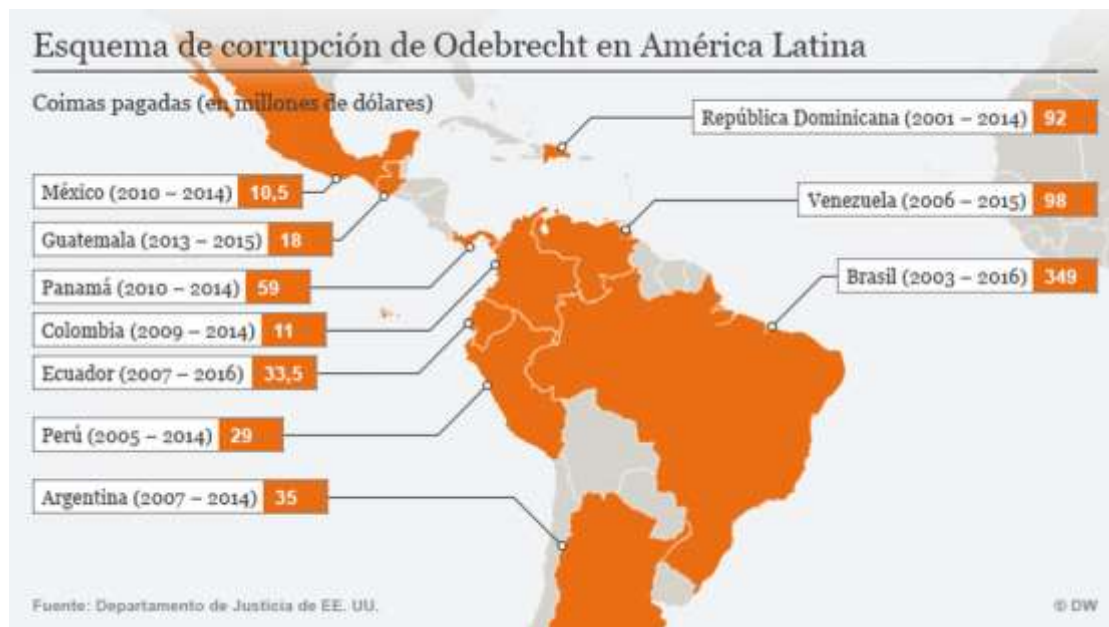 Esquema de corrupción de Odebrecht en América Latina
Coimas pagadas (en millones de dólares)
República Dominicana (2001 – 2014) 92
México (2010 – 2014) 10,5
Venezuela (2006 – 2015) 98
Guatemala (2013 – 2015) 18
Brasil (2003 – 2016) 349
Panamá (2010 – 2014) 59
Colombia (2009 – 2014) 11
Ecuador (2007 – 2016) 33,5
Perú (2005 – 2014) 29
Argentina (2007 – 2014) 35
Fuente: Departamento de Justicia de EE. UU.
© DW